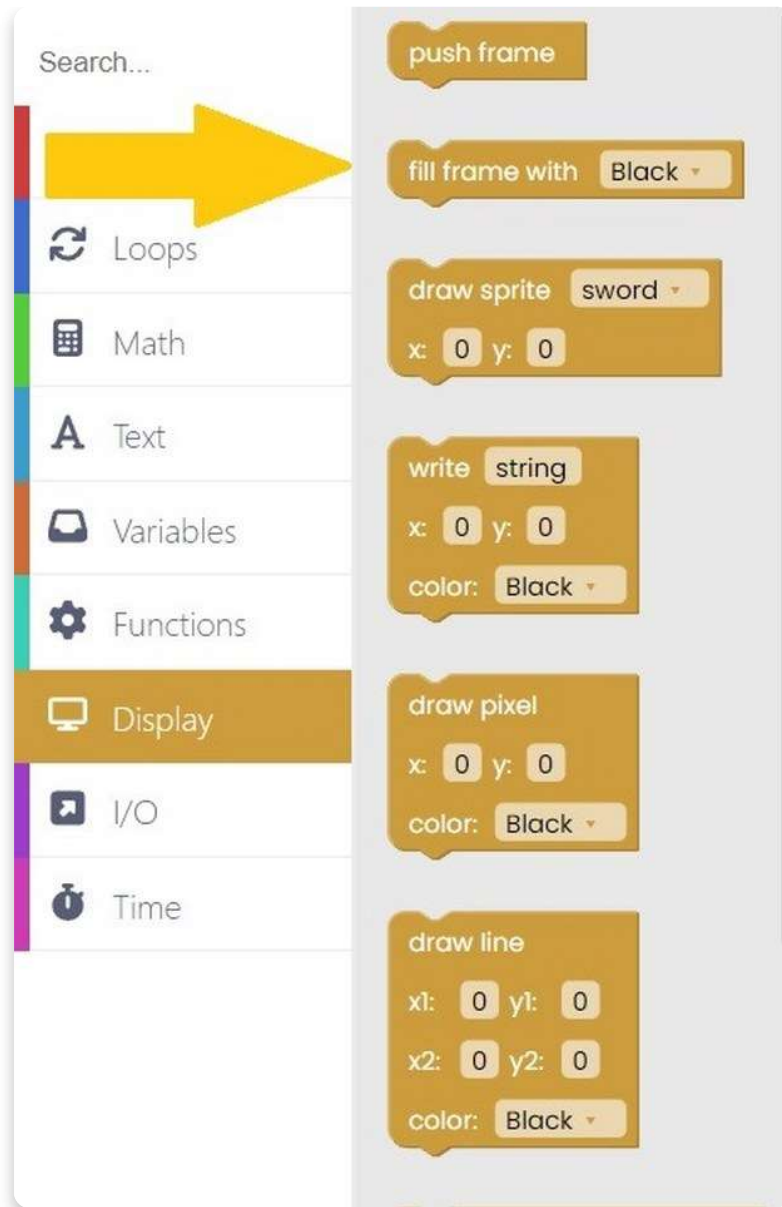 Search...
Loops
Math
Text
Variables
Functions
Display
I/O
Time
push frame
fill frame with Black
draw sprite sword
x: 0 y: 0
write string
x: 0 y: 0
color: Black
draw pixel
x: 0 y: 0
color: Black
draw line
x1: 0 y1: 0
x2: 0 y2: 0
color: Black